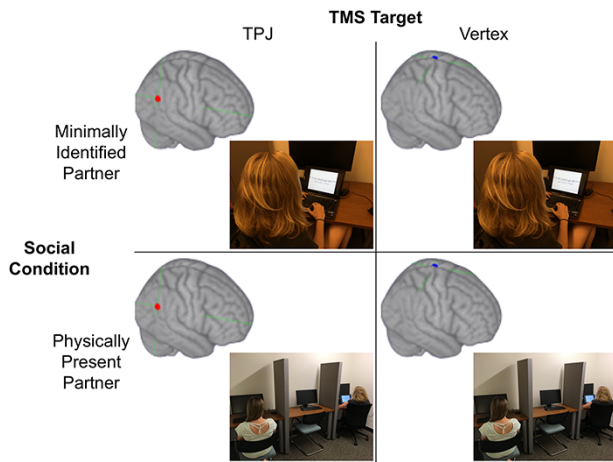 TMS Target
TPJ
Vertex
Minimally
Identified
Partner
Social
Condition
Physically
Present
Partner